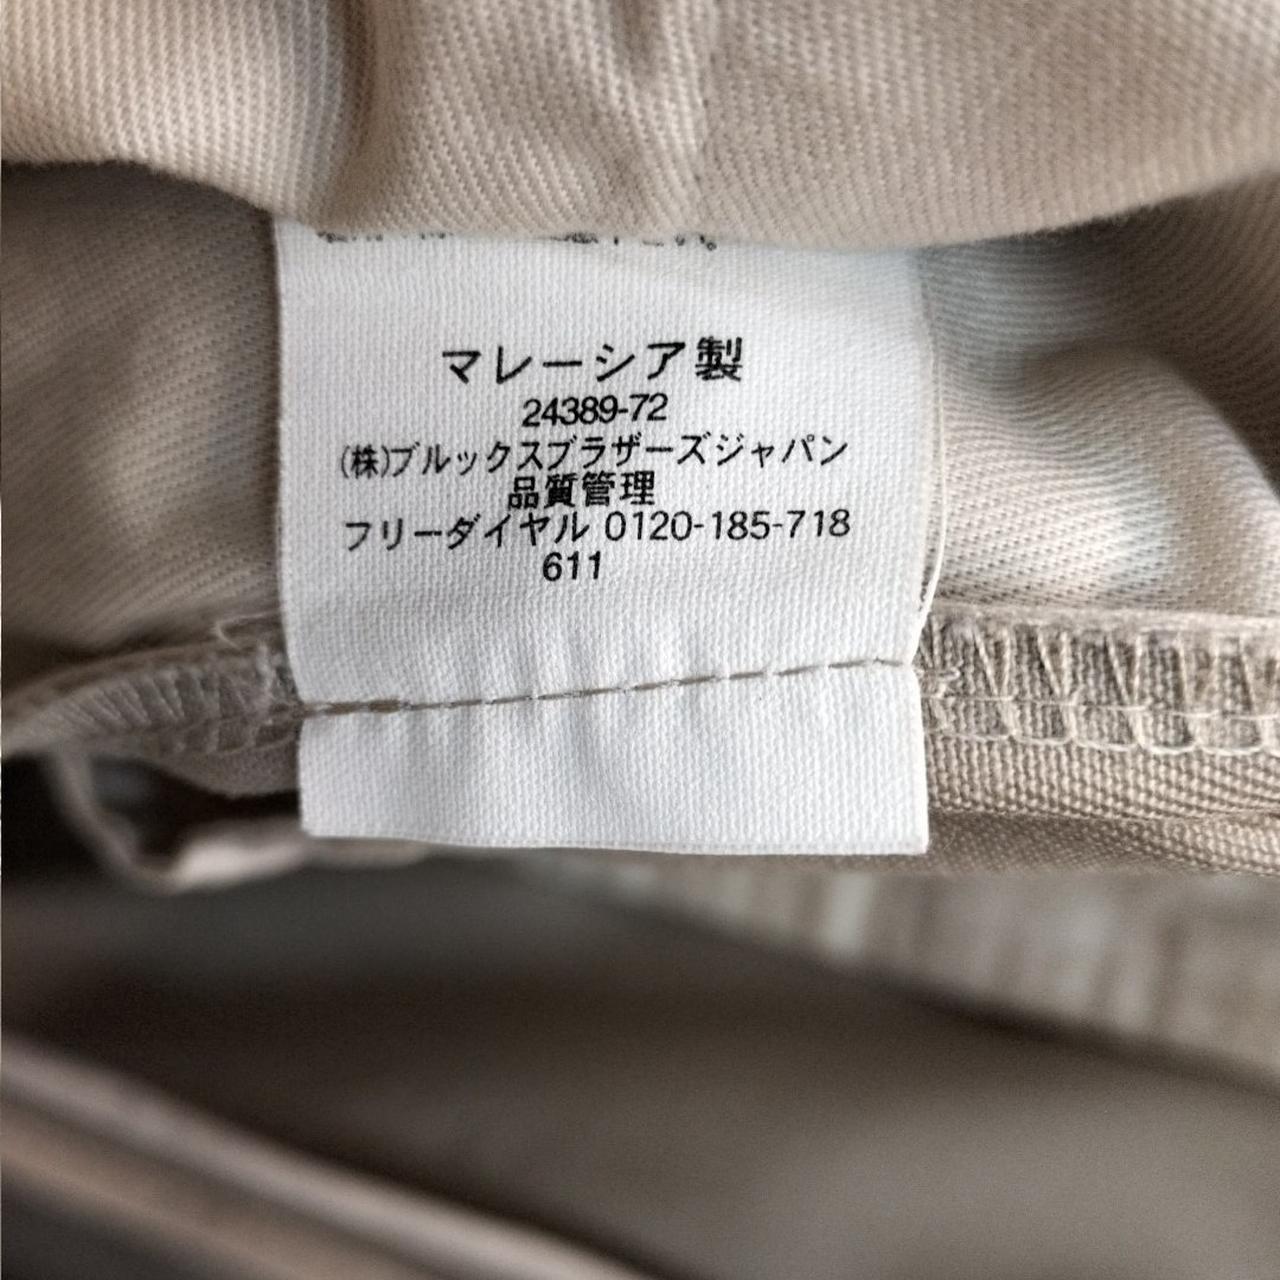 マレーシア製
24389-72
(株)ブルックスブラザーズジャパン
品質管理
フリーダイヤル 0120-185-718
611